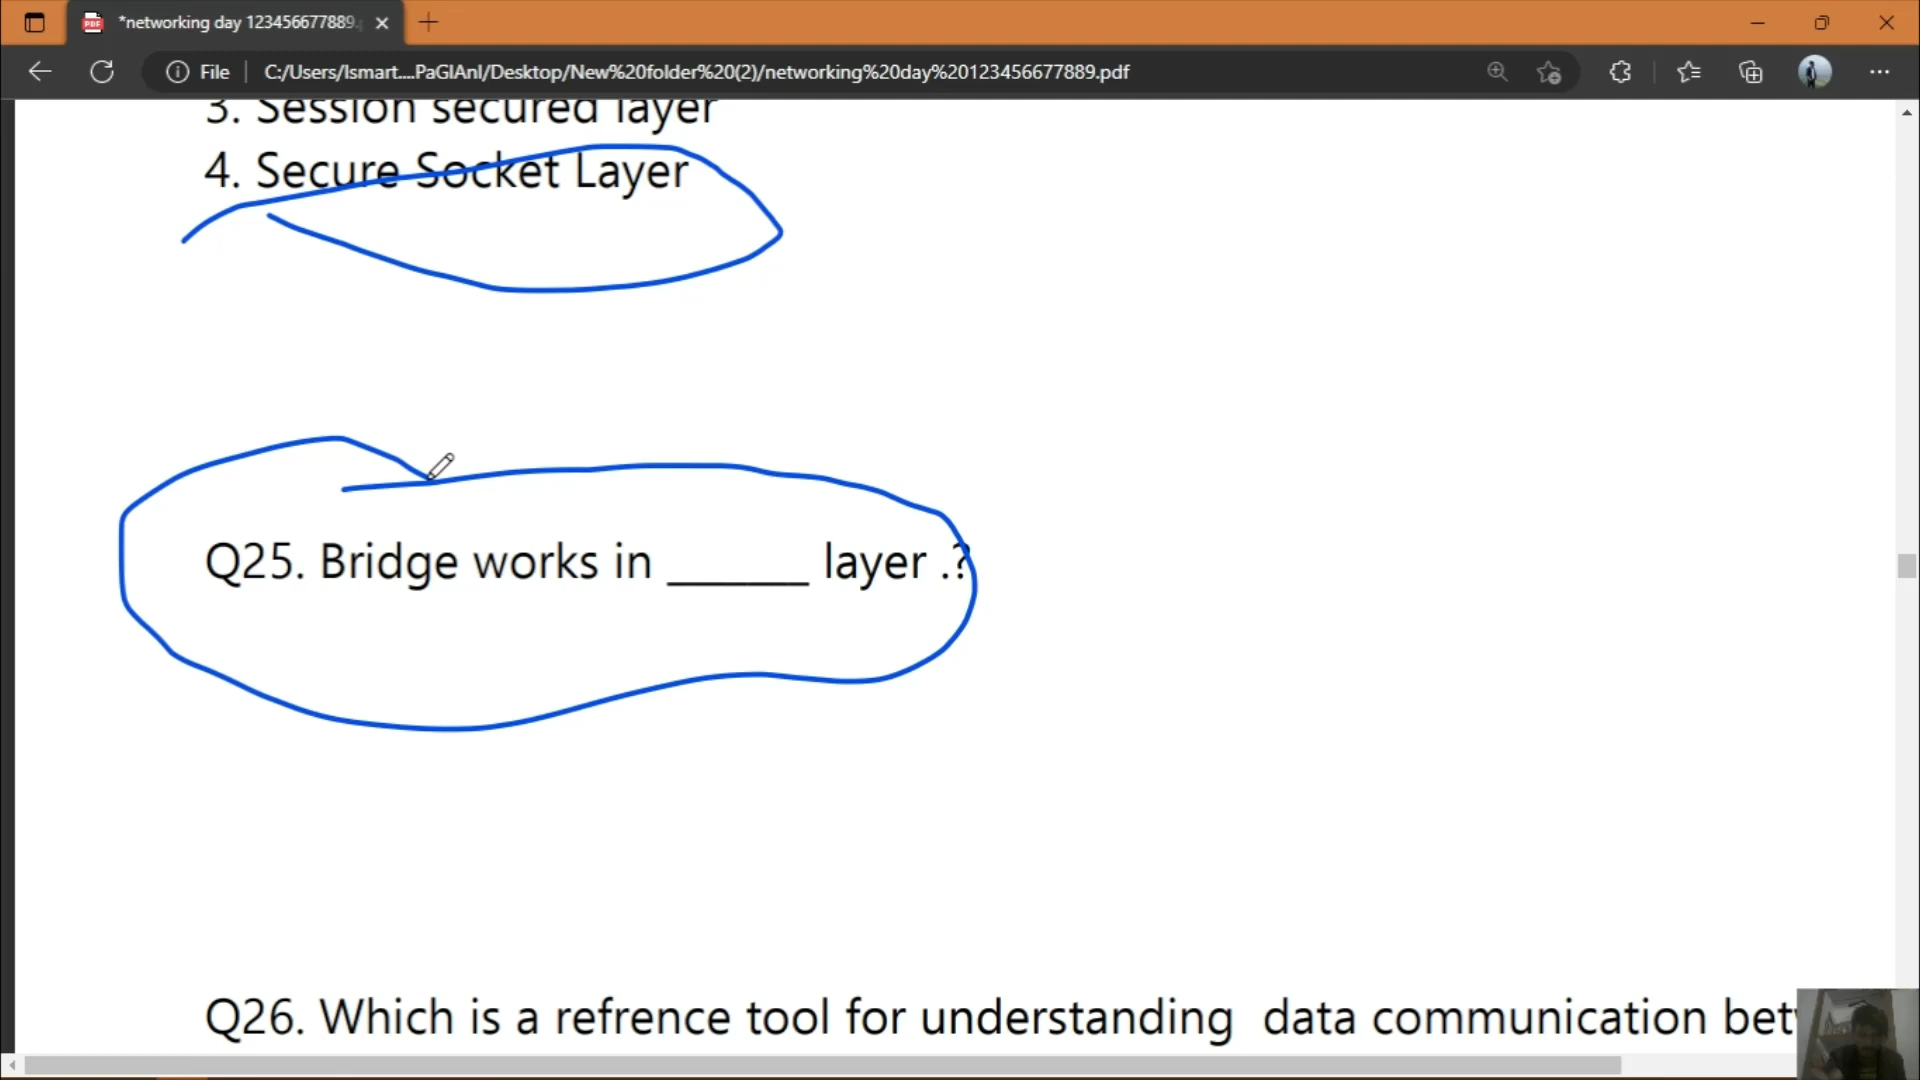 *networking day 123456677889.
File
C:/Users/Ismart....PaGlAnI/Desktop/New%20folder%20(2)/networking%20day%20123456677889.pdf
3. Session secured layer
4. Secure Socket Layer
Q25. Bridge works in ______ layer .?
Q26. Which is a refrence tool for understanding data communication